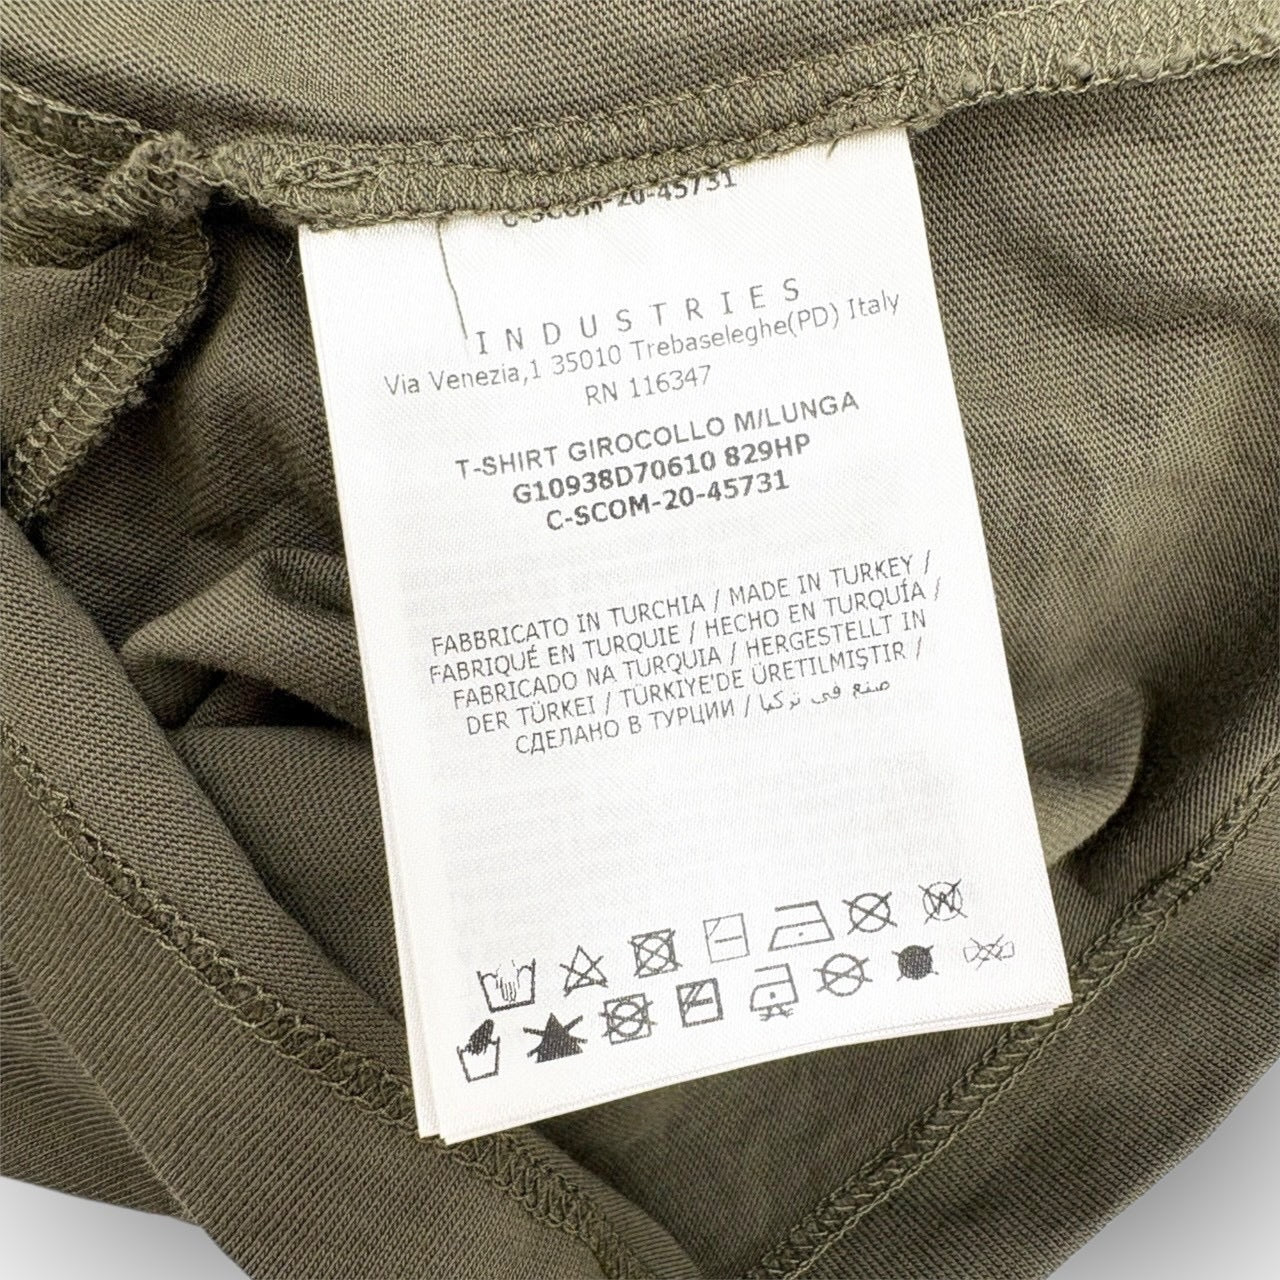 C-SCOM-20-45731
INDUSTRIES
Via Venezia,1 35010 Trebaseleghe(PD) Italy
RN 116347
T-SHIRT GIROCOLLO M/LUNGA
G10938D70610 829HP
C-SCOM-20-45731
FABBRICATO IN TURCHIA / MADE IN TURKEY /
FABRIQUÉ EN TURQUIE / HECHO EN TURQUÍA /
FABRICADO NA TURQUIA / HERGESTELLT IN
DER TÜRKEI / TÜRKIYE'DE ÜRETILMIŞTIR /
СДЕЛАНО В ТУРЦИИ / صنع في تركيا
W